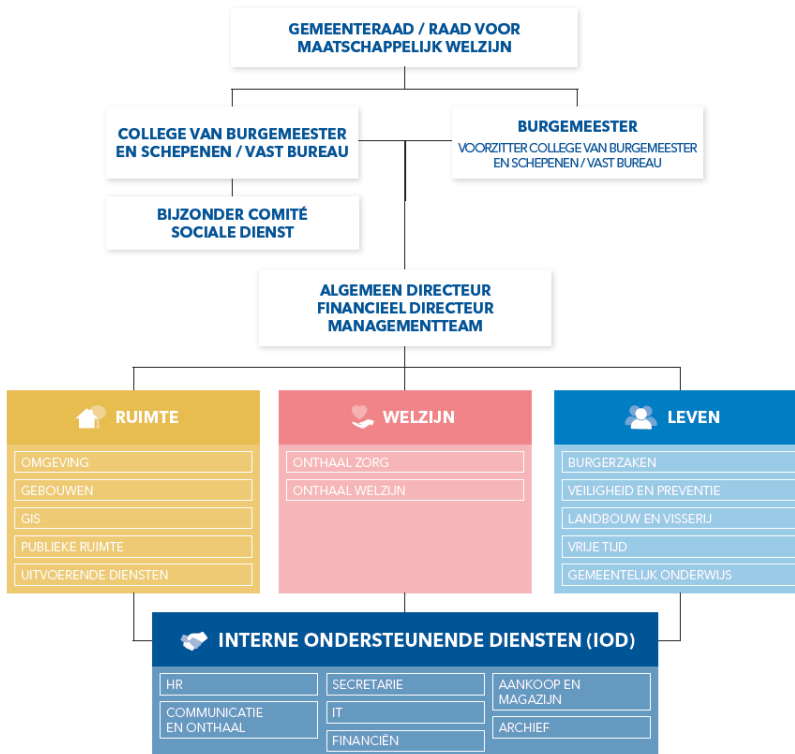 GEMEENTERAAD / RAAD VOOR
MAATSCHAPPELIJK WELZIJN
COLLEGE VAN BURGEMEESTER
EN SCHEPENEN / VAST BUREAU
BURGEMEESTER
VOORZITTER COLLEGE VAN BURGEMEESTER
EN SCHEPENEN / VAST BUREAU
BIJZONDER COMITÉ
SOCIALE DIENST
ALGEMEEN DIRECTEUR
FINANCIEEL DIRECTEUR
MANAGEMENTTEAM
RUIMTE
OMGEVING
GEBOUWEN
GIS
PUBLIEKE RUIMTE
UITVOERENDE DIENSTEN
WELZIJN
ONTHAAL ZORG
ONTHAAL WELZIJN
LEVEN
BURGERZAKEN
VEILIGHEID EN PREVENTIE
LANDBOUW EN VISSERIJ
VRIJE TIJD
GEMEENTELIJK ONDERWIJS
INTERNE ONDERSTEUNENDE DIENSTEN (IOD)
HR
COMMUNICATIE
EN ONTHAAL
SECRETARIE
IT
FINANCIËN
AANKOOP EN
MAGAZIJN
ARCHIEF